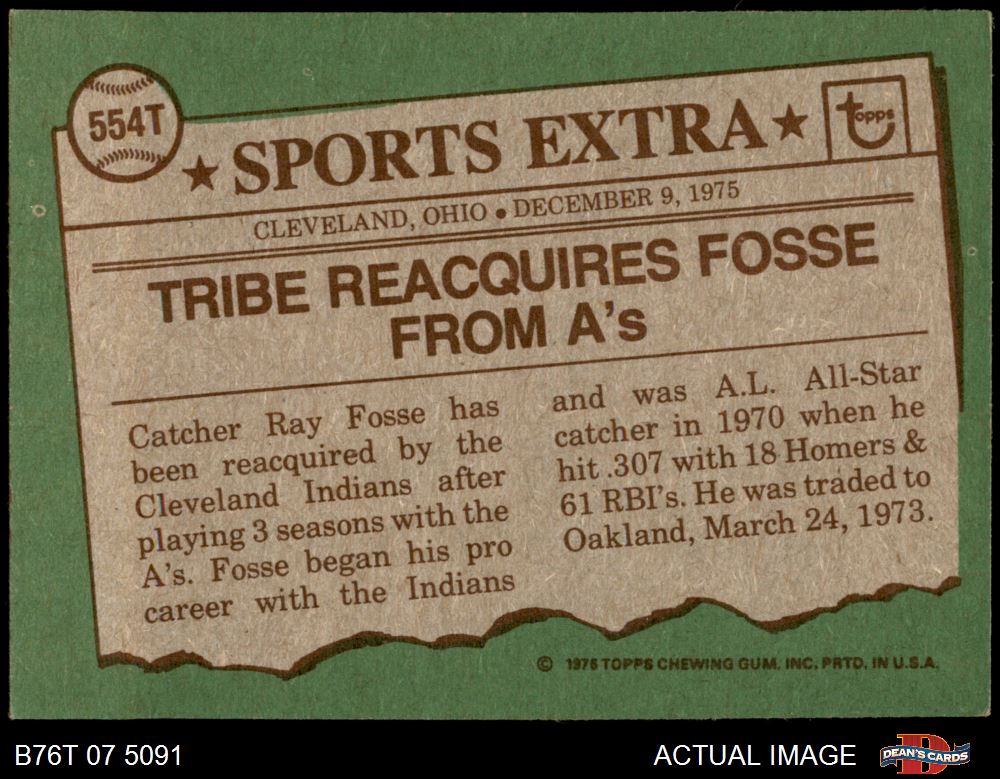 554T
★ SPORTS EXTRA ★
topps
CLEVELAND, OHIO ● DECEMBER 9, 1975
TRIBE REACQUIRES FOSSE
FROM A's
Catcher Ray Fosse has
been reacquired by the
Cleveland Indians after
playing 3 seasons with the
A's. Fosse began his pro
career with the Indians
and was A.L. All-Star
catcher in 1970 when he
hit .307 with 18 Homers &
61 RBI's. He was traded to
Oakland, March 24, 1973.
© 1976 TOPPS CHEWING GUM, INC. PRTD. IN U.S.A.
B76T 07 5091
ACTUAL IMAGE
D
DEAN'S CARDS